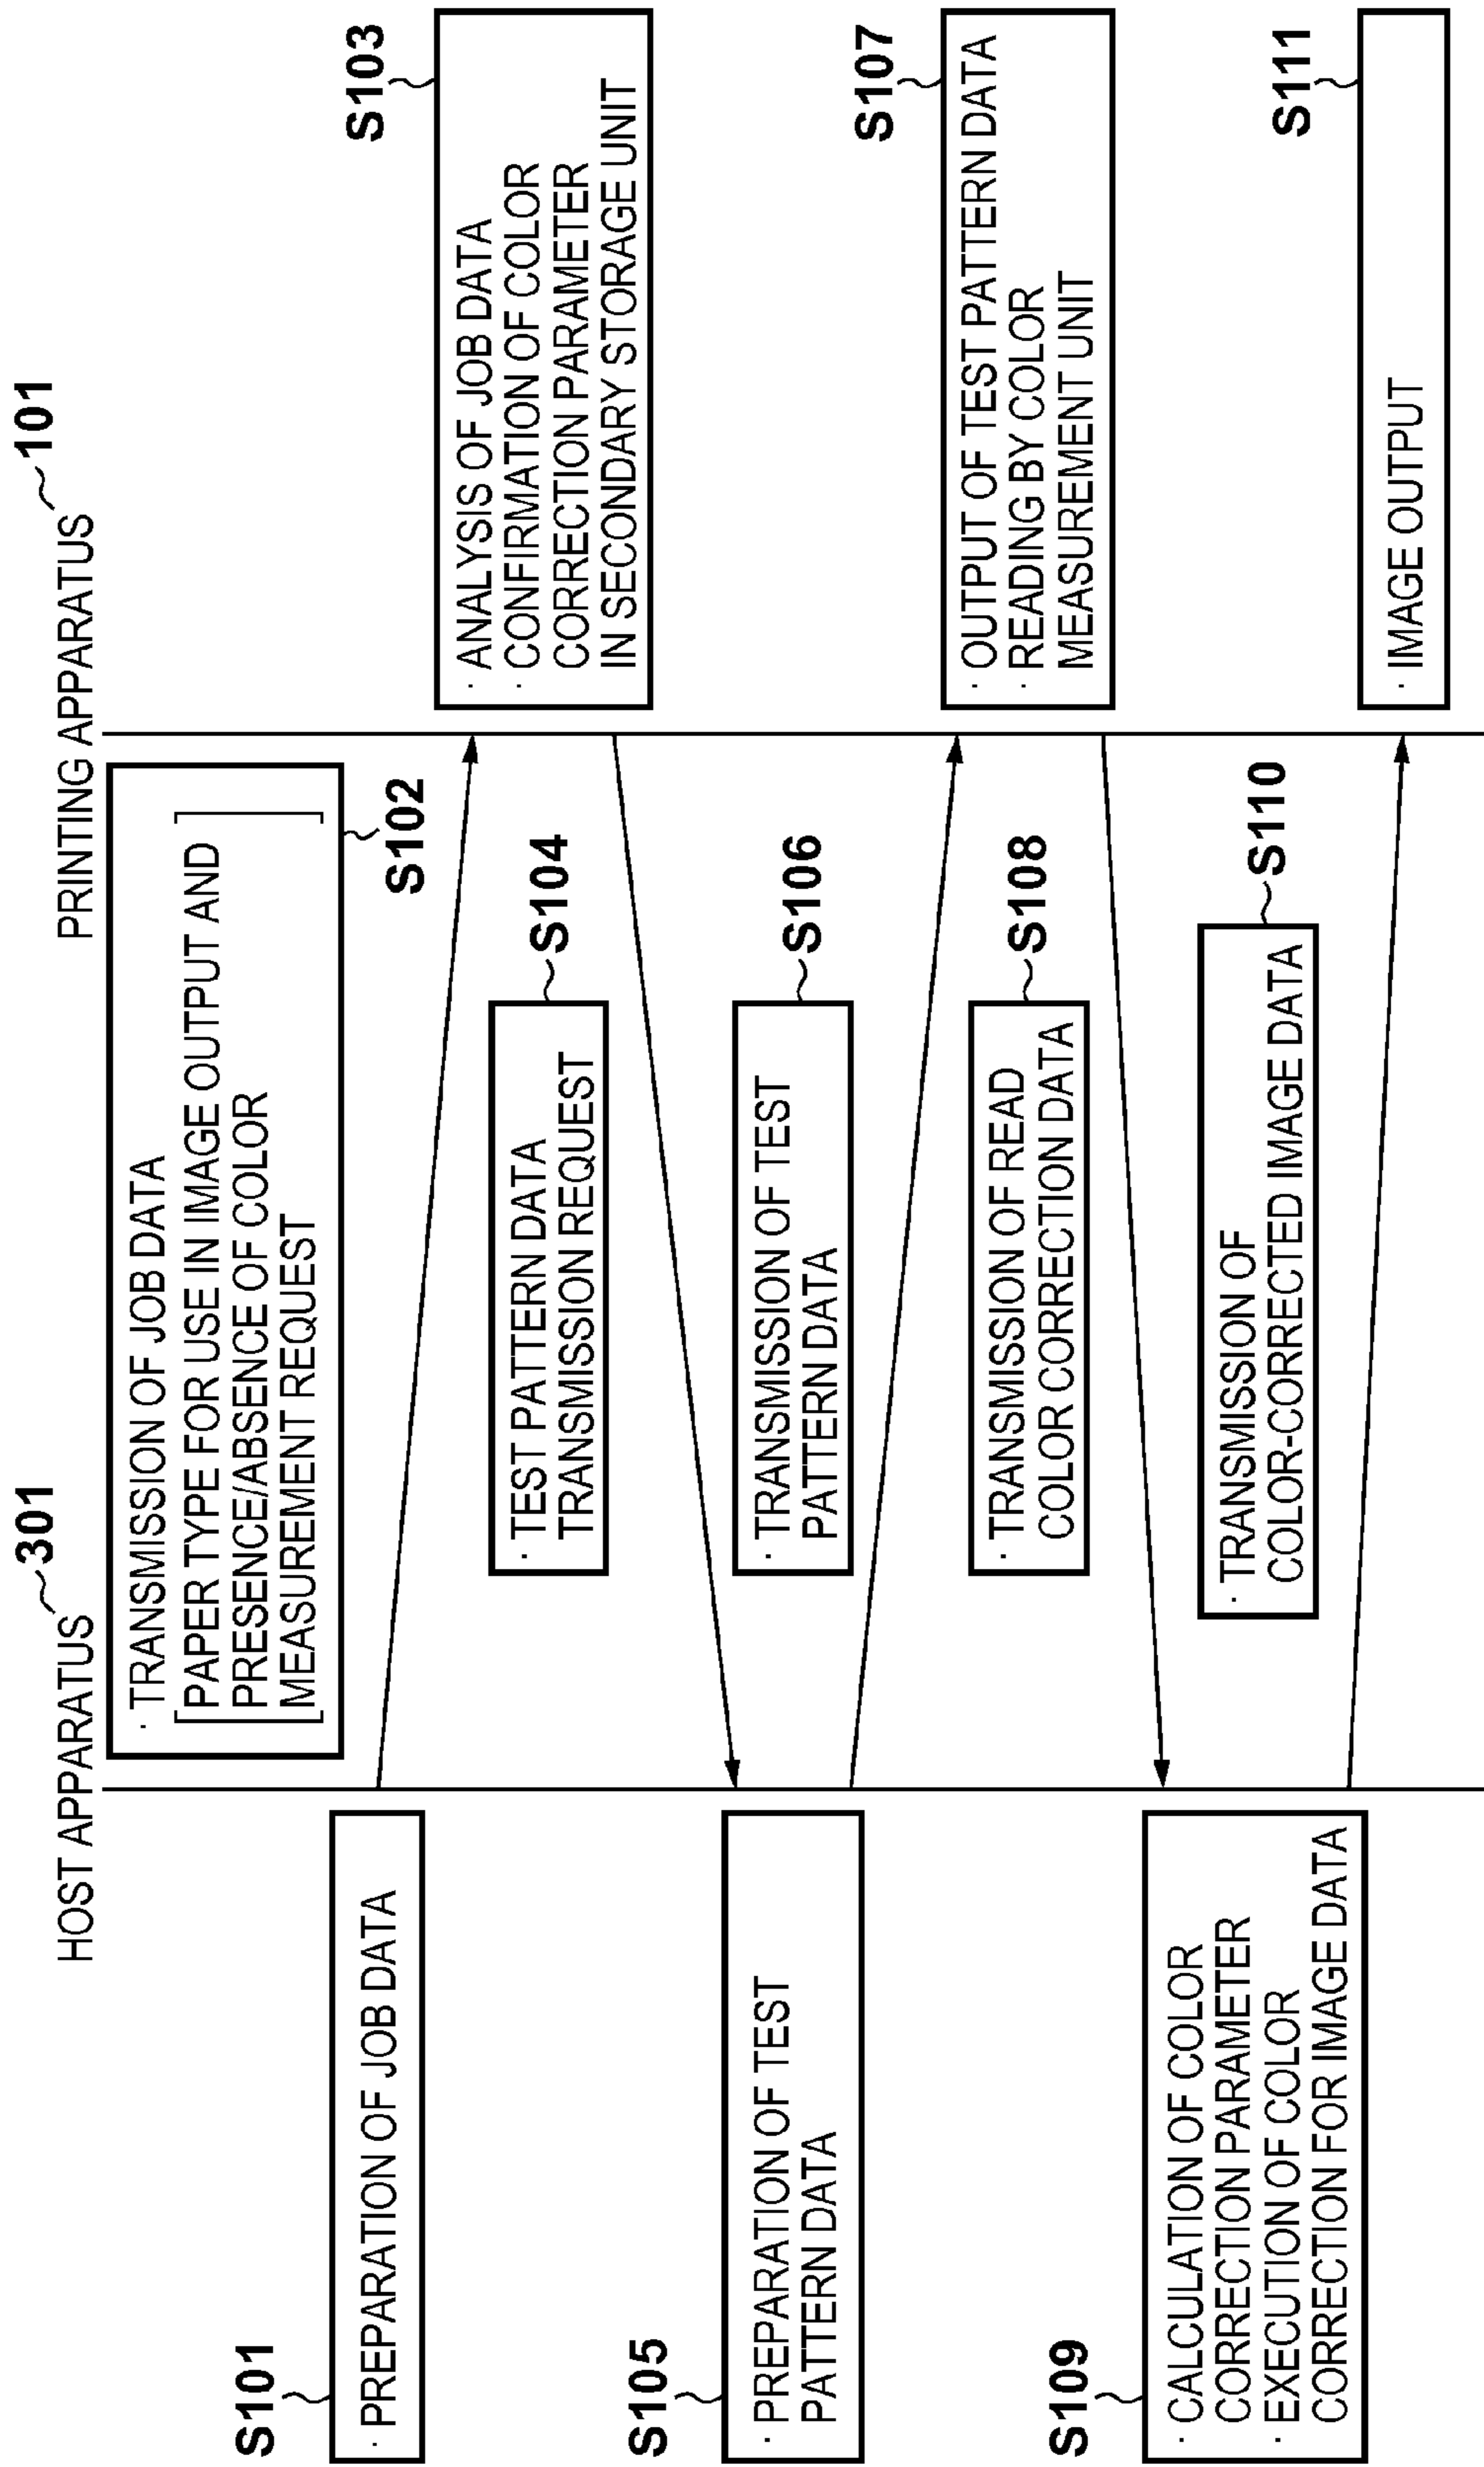 HOST APPARATUS 301
PRINTING APPARATUS 101
· TRANSMISSION OF JOB DATA
[PAPER TYPE FOR USE IN IMAGE OUTPUT AND
PRESENCE/ABSENCE OF COLOR
MEASUREMENT REQUEST]
S102
S101
· PREPARATION OF JOB DATA
S103
· ANALYSIS OF JOB DATA
· CONFIRMATION OF COLOR
CORRECTION PARAMETER
IN SECONDARY STORAGE UNIT
· TEST PATTERN DATA
TRANSMISSION REQUEST
S104
S105
· PREPARATION OF TEST
PATTERN DATA
· TRANSMISSION OF TEST
PATTERN DATA
S106
S107
· OUTPUT OF TEST PATTERN DATA
· READING BY COLOR
MEASUREMENT UNIT
· TRANSMISSION OF READ
COLOR CORRECTION DATA
S108
S109
· CALCULATION OF COLOR
CORRECTION PARAMETER
· EXECUTION OF COLOR
CORRECTION FOR IMAGE DATA
· TRANSMISSION OF
COLOR-CORRECTED IMAGE DATA
S110
S111
· IMAGE OUTPUT